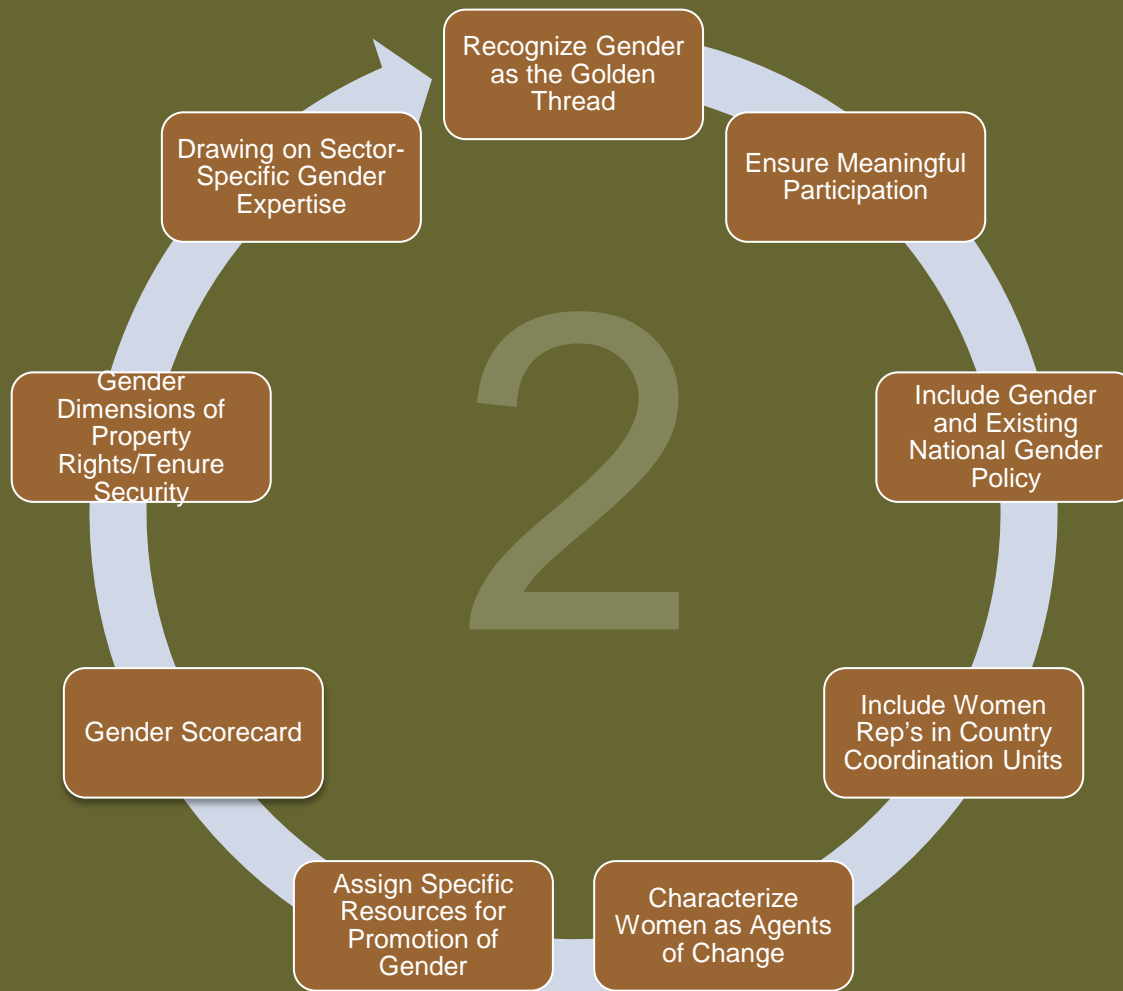 Recognize Gender
as the Golden
Thread
Ensure Meaningful
Participation
Include Gender
and Existing
National Gender
Policy
Include Women
Rep's in Country
Coordination Units
Characterize
Women as Agents
of Change
Assign Specific
Resources for
Promotion of
Gender
Gender Scorecard
Gender
Dimensions of
Property
Rights/Tenure
Security
Drawing on Sector-
Specific Gender
Expertise
2